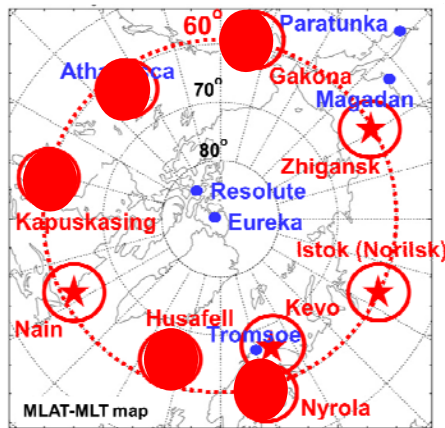 Paratunka
60°
Athabasca
Gakona
70°
Magadan
80°
Zhigansk
Resolute
Kapuskasing
Eureka
Istok (Norilsk)
Husafell
Kevo
Nain
Tromsoe
Nyrola
MLAT-MLT map